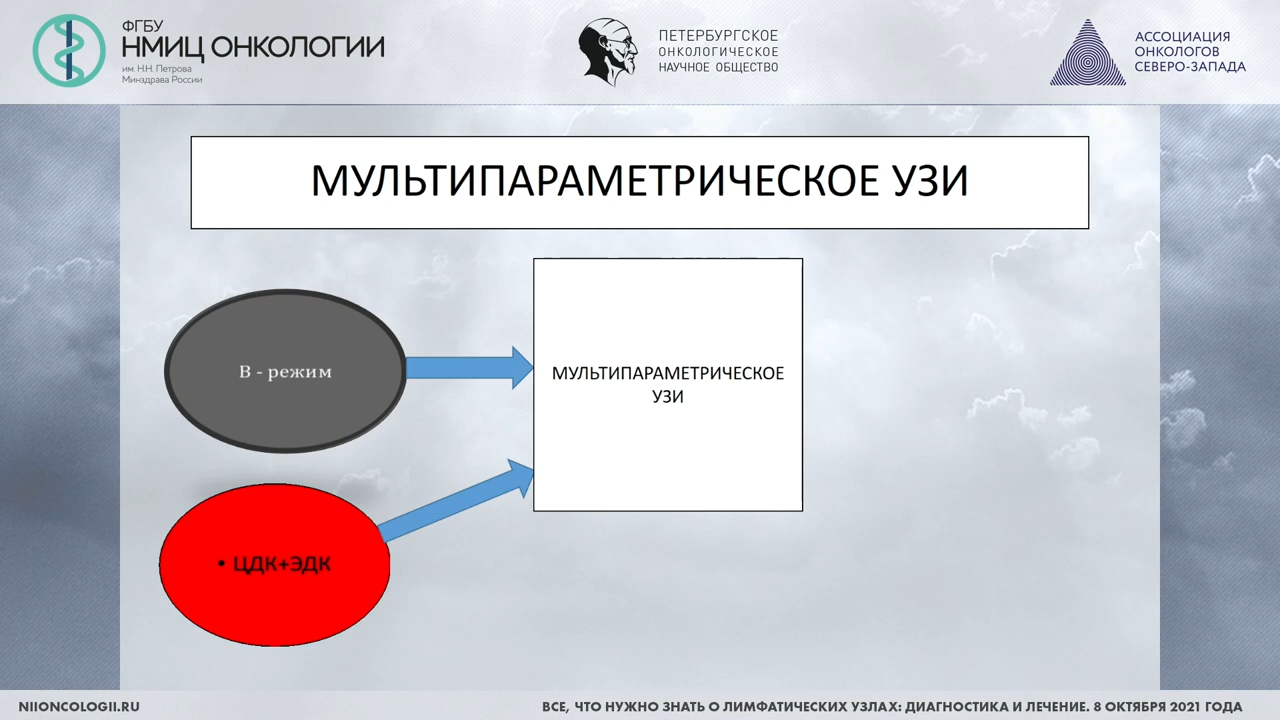 ФГБУ
НМИЦ ОНКОЛОГИИ
им. Н.Н. Петрова
Минздрава России
ПЕТЕРБУРГСКОЕ
ОНКОЛОГИЧЕСКОЕ
НАУЧНОЕ ОБЩЕСТВО
АССОЦИАЦИЯ
ОНКОЛОГОВ
СЕВЕРО-ЗАПАДА
МУЛЬТИПАРАМЕТРИЧЕСКОЕ УЗИ
В - режим
МУЛЬТИПАРАМЕТРИЧЕСКОЕ
УЗИ
• ЦДК+ЭДК
NIIONCOLOGII.RU
ВСЕ, ЧТО НУЖНО ЗНАТЬ О ЛИМФАТИЧЕСКИХ УЗЛАХ: ДИАГНОСТИКА И ЛЕЧЕНИЕ. 8 ОКТЯБРЯ 2021 ГОДА